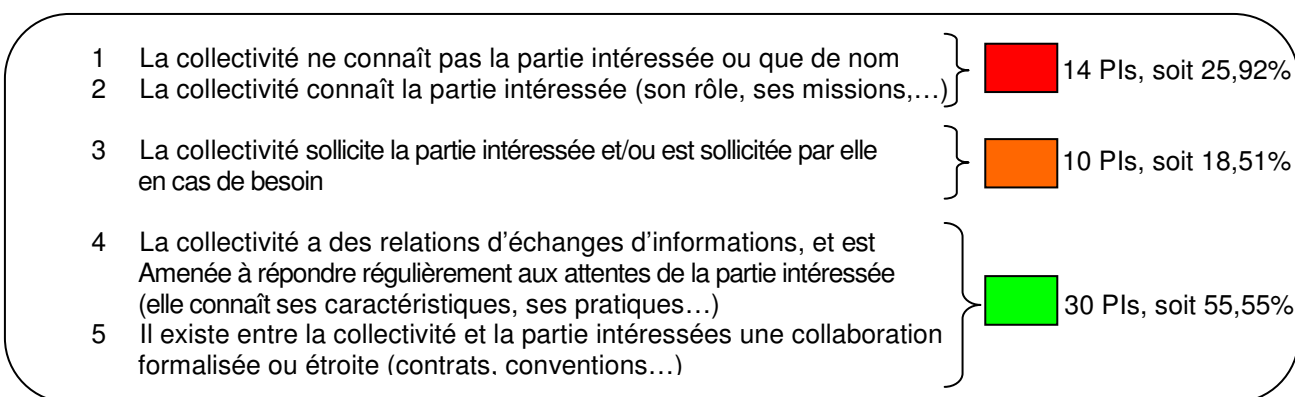 1 La collectivité ne connaît pas la partie intéressée ou que de nom
2 La collectivité connaît la partie intéressée (son rôle, ses missions,…)
14 PIs, soit 25,92%
3 La collectivité sollicite la partie intéressée et/ou est sollicitée par elle
en cas de besoin
10 PIs, soit 18,51%
4 La collectivité a des relations d'échanges d'informations, et est
Amenée à répondre régulièrement aux attentes de la partie intéressée
(elle connaît ses caractéristiques, ses pratiques…)
5 Il existe entre la collectivité et la partie intéressées une collaboration
formalisée ou étroite (contrats, conventions…)
30 PIs, soit 55,55%